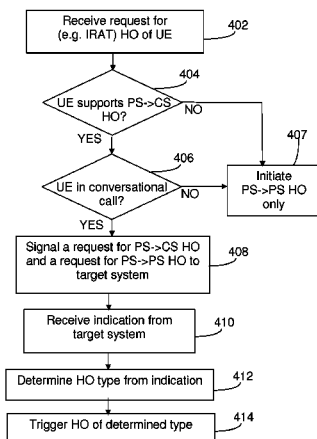 Receive request for
(e.g. IRAT) HO of UE
402
404
UE supports PS->CS
HO?
NO
YES
406
407
UE in conversational
call?
NO
Initiate
PS->PS HO
only
YES
Signal a request for PS->CS HO
and a request for PS->PS HO to
target system
408
Receive indication from
target system
410
Determine HO type from indication
412
Trigger HO of determined type
414